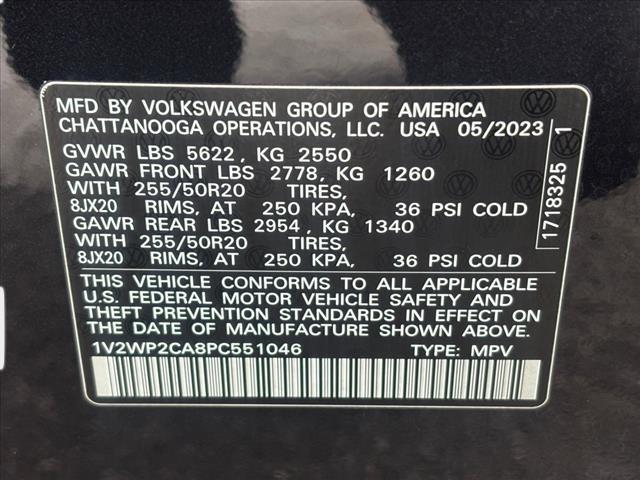 MFD BY VOLKSWAGEN GROUP OF AMERICA
CHATTANOOGA OPERATIONS, LLC. USA 05/2023
GVWR LBS 5622, KG 2550
GAWR FRONT LBS 2778, KG 1260
WITH 255/50R20 TIRES,
8JX20 RIMS, AT 250 KPA, 36 PSI COLD
GAWR REAR LBS 2954, KG 1340
WITH 255/50R20 TIRES,
8JX20 RIMS, AT 250 KPA, 36 PSI COLD
THIS VEHICLE CONFORMS TO ALL APPLICABLE
U.S. FEDERAL MOTOR VEHICLE SAFETY AND
THEFT PREVENTION STANDARDS IN EFFECT ON
THE DATE OF MANUFACTURE SHOWN ABOVE.
1V2WP2CA8PC551046 TYPE: MPV
1718325 1